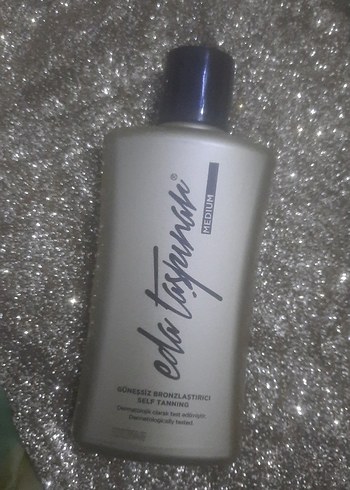 eda taşpınar®
MEDIUM
GÜNEŞSİZ BRONZLAŞTIRICI
SELF TANNING
Dermatolojik olarak test edilmiştir.
Dermatologically tested.